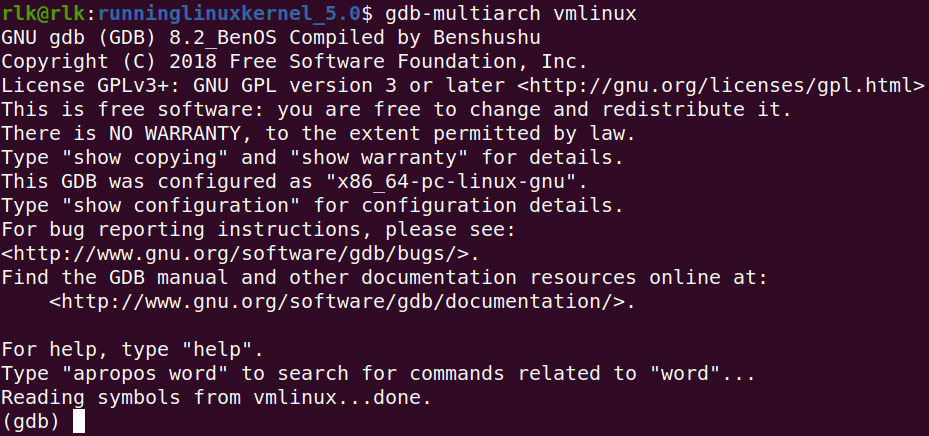 rlk@rlk:runninglinuxkernel_5.0$ gdb-multiarch vmlinux
GNU gdb (GDB) 8.2_BenOS Compiled by Benshushu
Copyright (C) 2018 Free Software Foundation, Inc.
License GPLv3+: GNU GPL version 3 or later <http://gnu.org/licenses/gpl.html>
This is free software: you are free to change and redistribute it.
There is NO WARRANTY, to the extent permitted by law.
Type "show copying" and "show warranty" for details.
This GDB was configured as "x86_64-pc-linux-gnu".
Type "show configuration" for configuration details.
For bug reporting instructions, please see:
<http://www.gnu.org/software/gdb/bugs/>.
Find the GDB manual and other documentation resources online at:
    <http://www.gnu.org/software/gdb/documentation/>.

For help, type "help".
Type "apropos word" to search for commands related to "word"...
Reading symbols from vmlinux...done.
(gdb)